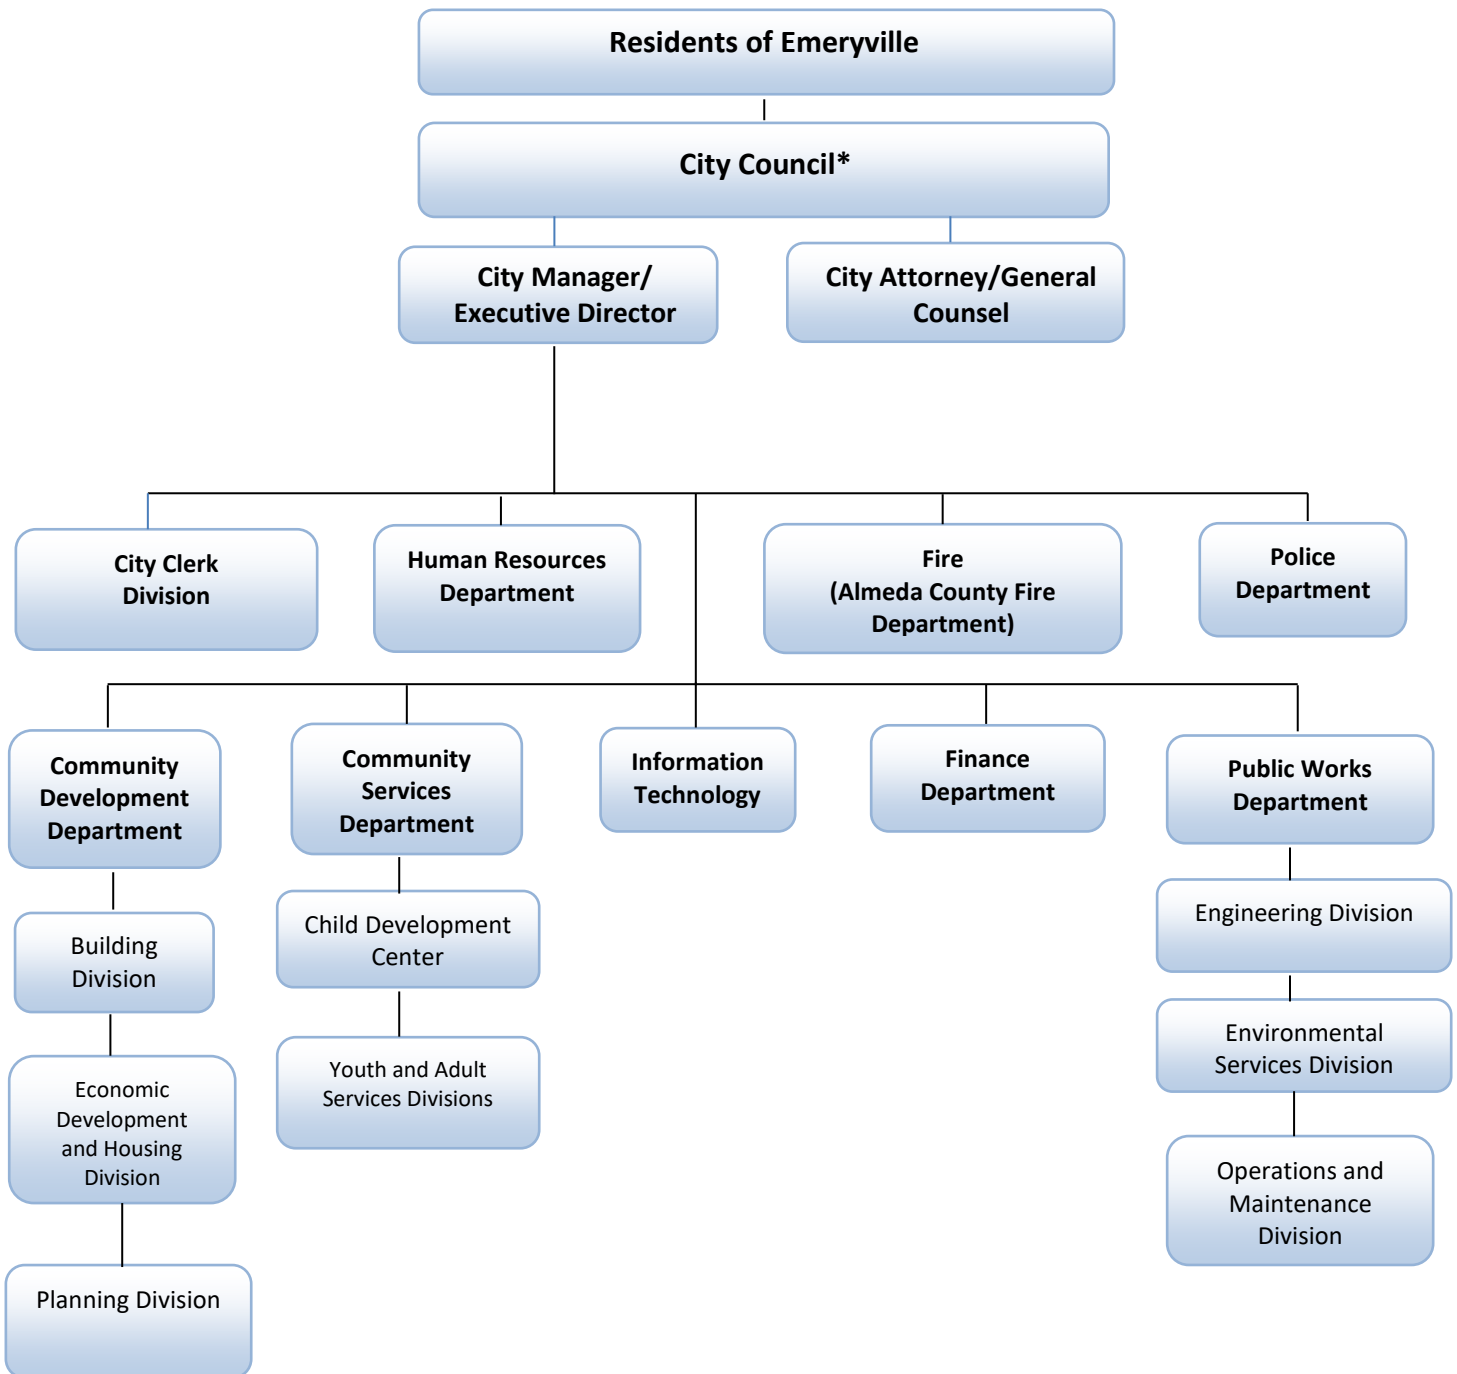 Residents of Emeryville
City Council*
City Manager/
Executive Director
City Attorney/General
Counsel
City Clerk
Division
Human Resources
Department
Fire
(Almeda County Fire
Department)
Police
Department
Community
Development
Department
Community
Services
Department
Information
Technology
Finance
Department
Public Works
Department
Building
Division
Child Development
Center
Engineering Division
Economic
Development
and Housing
Division
Youth and Adult
Services Divisions
Environmental
Services Division
Planning Division
Operations and
Maintenance
Division